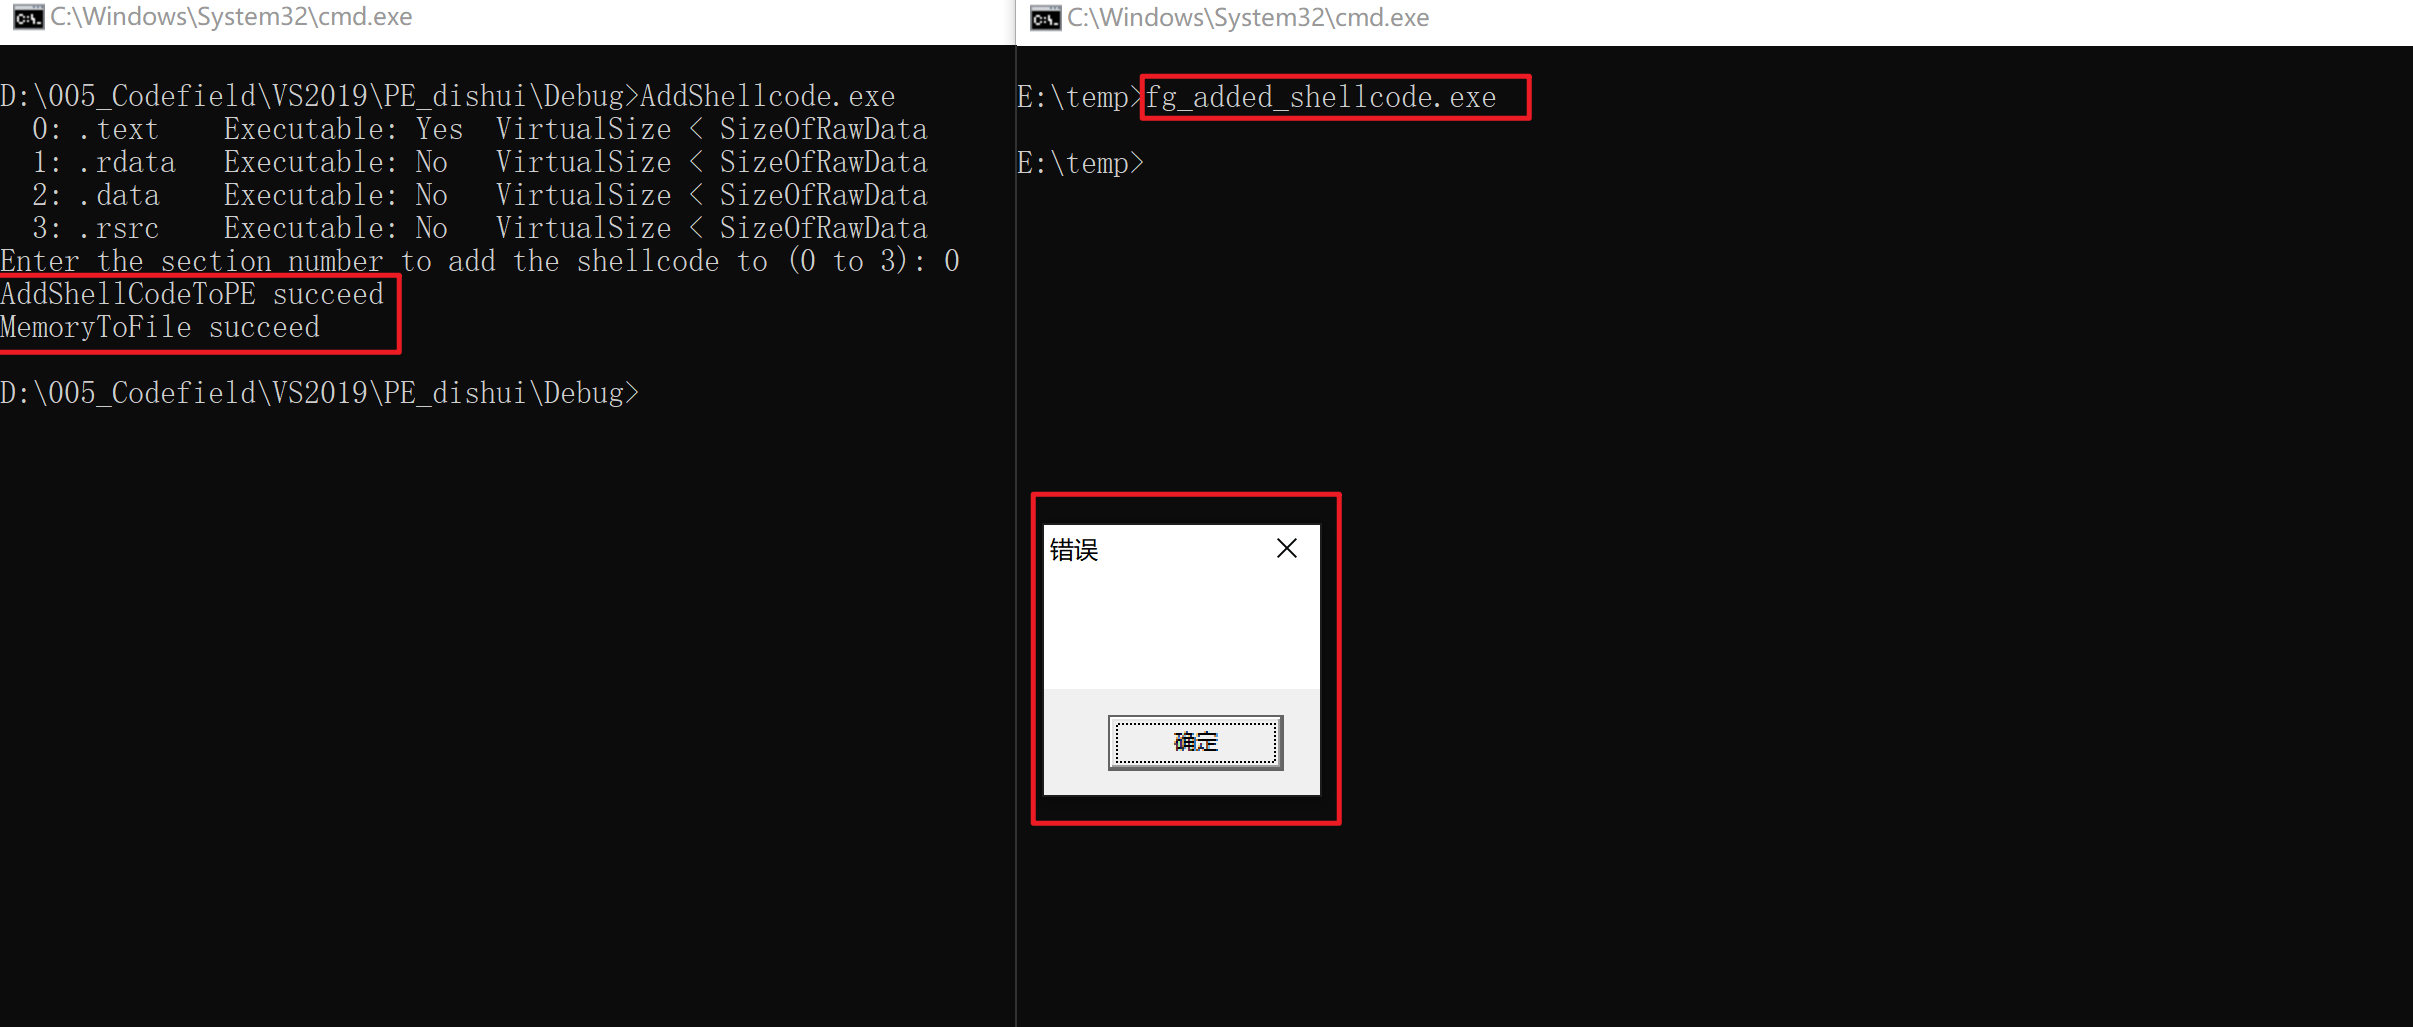 C:\Windows\System32\cmd.exe
D:\005_Codefield\VS2019\PE_dishui\Debug>AddShellcode.exe
  0: .text    Executable: Yes  VirtualSize < SizeOfRawData
  1: .rdata   Executable: No   VirtualSize < SizeOfRawData
  2: .data    Executable: No   VirtualSize < SizeOfRawData
  3: .rsrc    Executable: No   VirtualSize < SizeOfRawData
Enter the section number to add the shellcode to (0 to 3): 0
AddShellCodeToPE succeed
MemoryToFile succeed
D:\005_Codefield\VS2019\PE_dishui\Debug>
C:\Windows\System32\cmd.exe
E:\temp>fg_added_shellcode.exe
E:\temp>
错误
确定